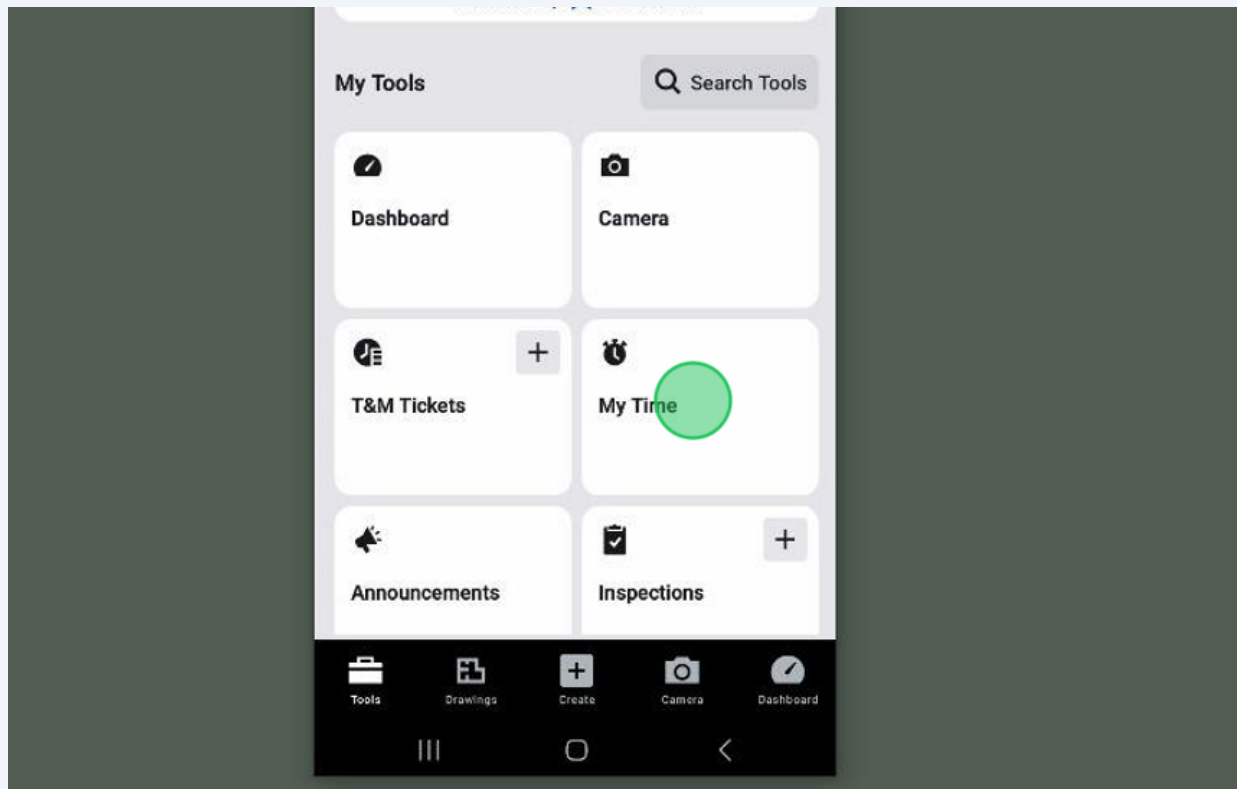 My Tools
Search Tools
Dashboard
Camera
T&M Tickets
My Time
Announcements
Inspections
Tools
Drawings
Create
Camera
Dashboard